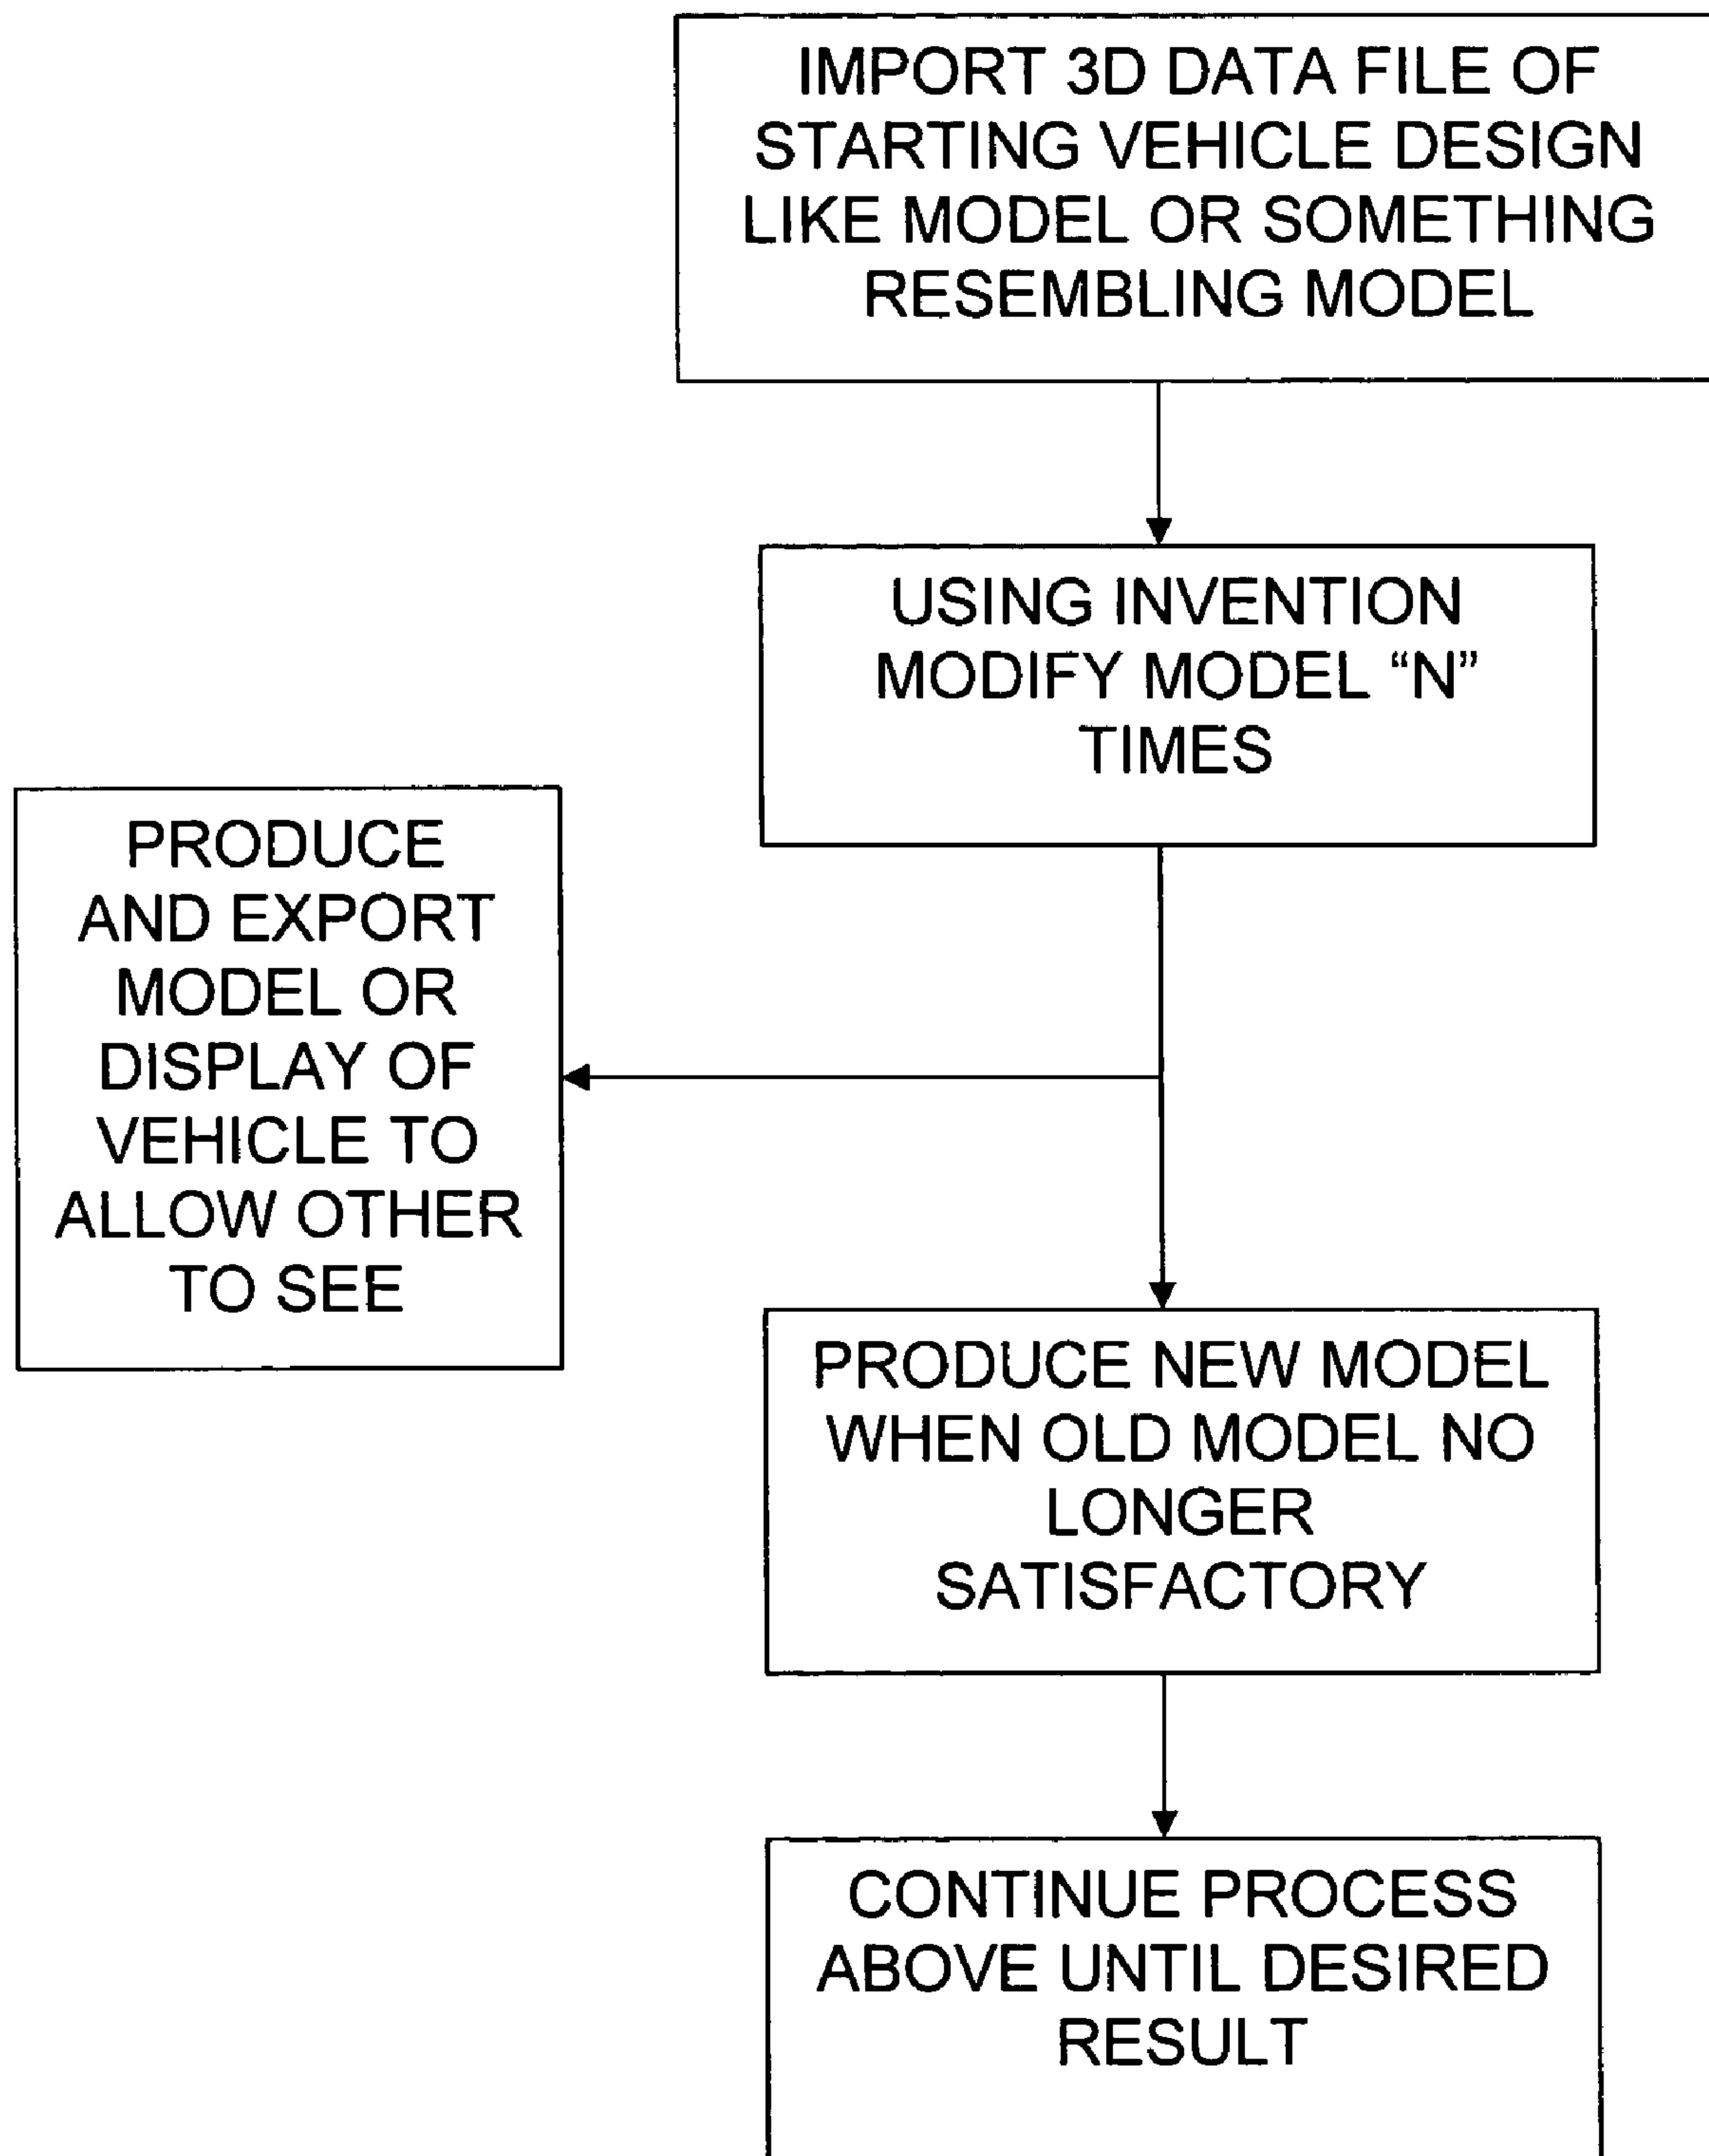 IMPORT 3D DATA FILE OF
STARTING VEHICLE DESIGN
LIKE MODEL OR SOMETHING
RESEMBLING MODEL
USING INVENTION
MODIFY MODEL “N”
TIMES
PRODUCE
AND EXPORT
MODEL OR
DISPLAY OF
VEHICLE TO
ALLOW OTHER
TO SEE
PRODUCE NEW MODEL
WHEN OLD MODEL NO
LONGER
SATISFACTORY
CONTINUE PROCESS
ABOVE UNTIL DESIRED
RESULT